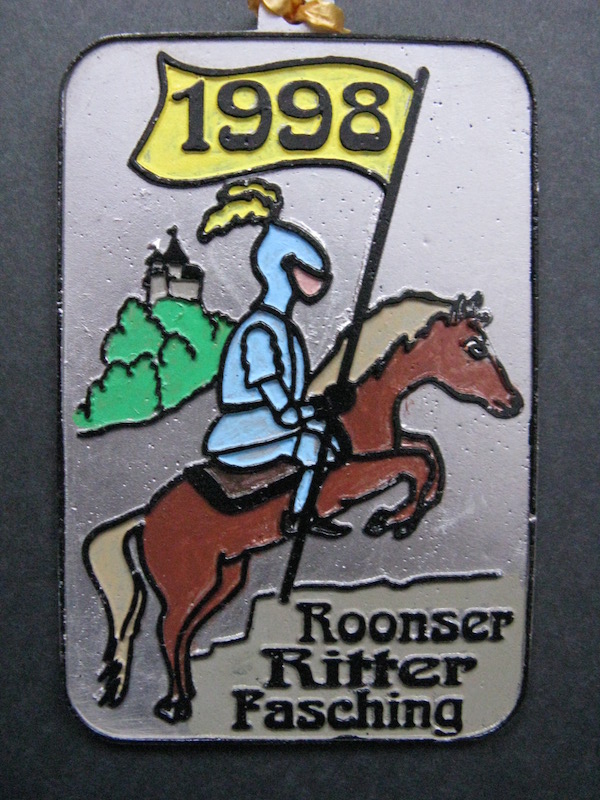 1998
Roonser
Ritter
Fasching